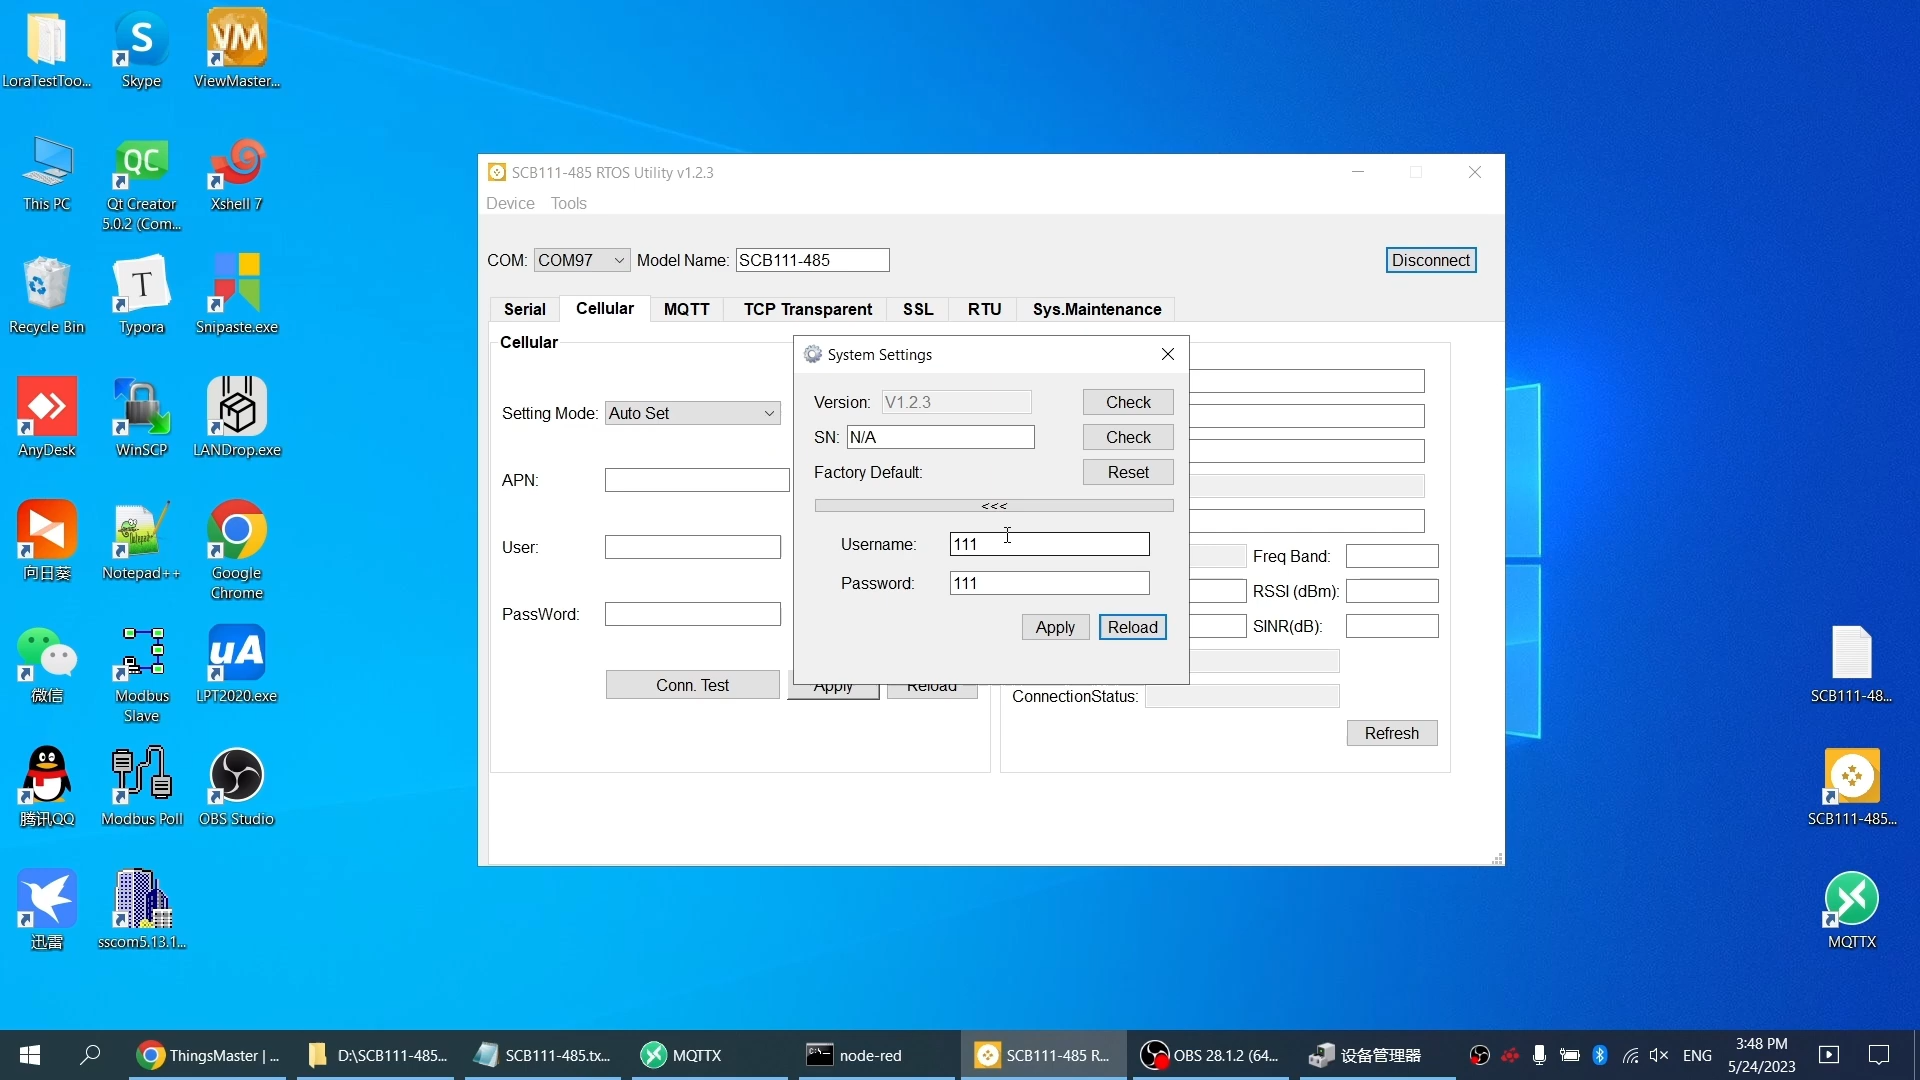 LoraTestToo...
Skype
ViewMaster...
This PC
Qt Creator
5.0.2 (Com...
Xshell 7
Recycle Bin
Typora
Snipaste.exe
AnyDesk
WinSCP
LANDrop.exe
向日葵
Notepad++
Google
Chrome
微信
Modbus
Slave
LPT2020.exe
腾讯QQ
Modbus Poll
OBS Studio
迅雷
sscom5.13.1...
SCB111-485 RTOS Utility v1.2.3
Device Tools
COM: COM97 Model Name: SCB111-485 Disconnect
Serial Cellular MQTT TCP Transparent SSL RTU Sys.Maintenance
Cellular
Setting Mode: Auto Set
APN:
User:
PassWord:
Conn. Test Apply Reload
System Settings
Version: V1.2.3 Check
SN: N/A Check
Factory Default: Reset
<<<
Username: 111
Password: 111
Apply Reload
Freq Band:
RSSI (dBm):
SINR(dB):
ConnectionStatus:
Refresh
SCB111-48...
SCB111-485...
MQTTX
ThingsMaster | ... D:\SCB111-485... SCB111-485.tx... MQTTX node-red SCB111-485 R... OBS 28.1.2 (64... 设备管理器 ENG 3:48 PM
5/24/2023